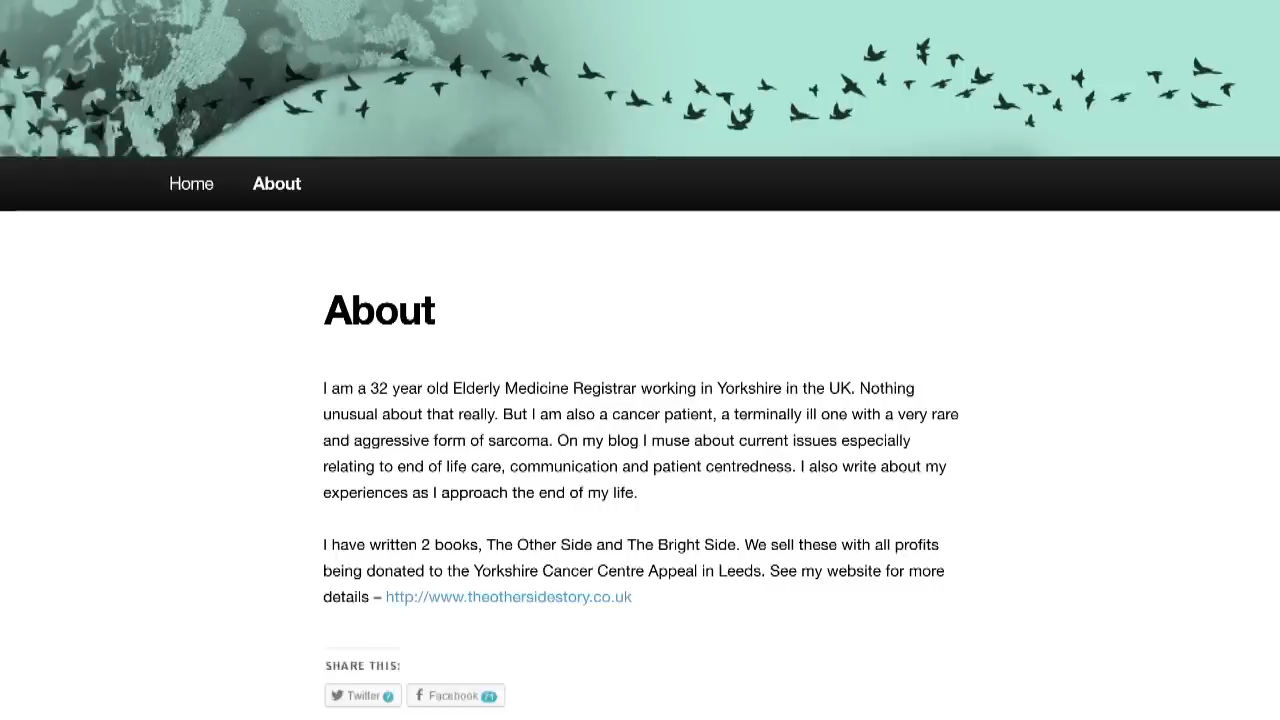 Home About
About
I am a 32 year old Elderly Medicine Registrar working in Yorkshire in the UK. Nothing
unusual about that really. But I am also a cancer patient, a terminally ill one with a very rare
and aggressive form of sarcoma. On my blog I muse about current issues especially
relating to end of life care, communication and patient centredness. I also write about my
experiences as I approach the end of my life.
I have written 2 books, The Other Side and The Bright Side. We sell these with all profits
being donated to the Yorkshire Cancer Centre Appeal in Leeds. See my website for more
details – http://www.theothersidestory.co.uk
SHARE THIS:
Twitter 7 Facebook 71